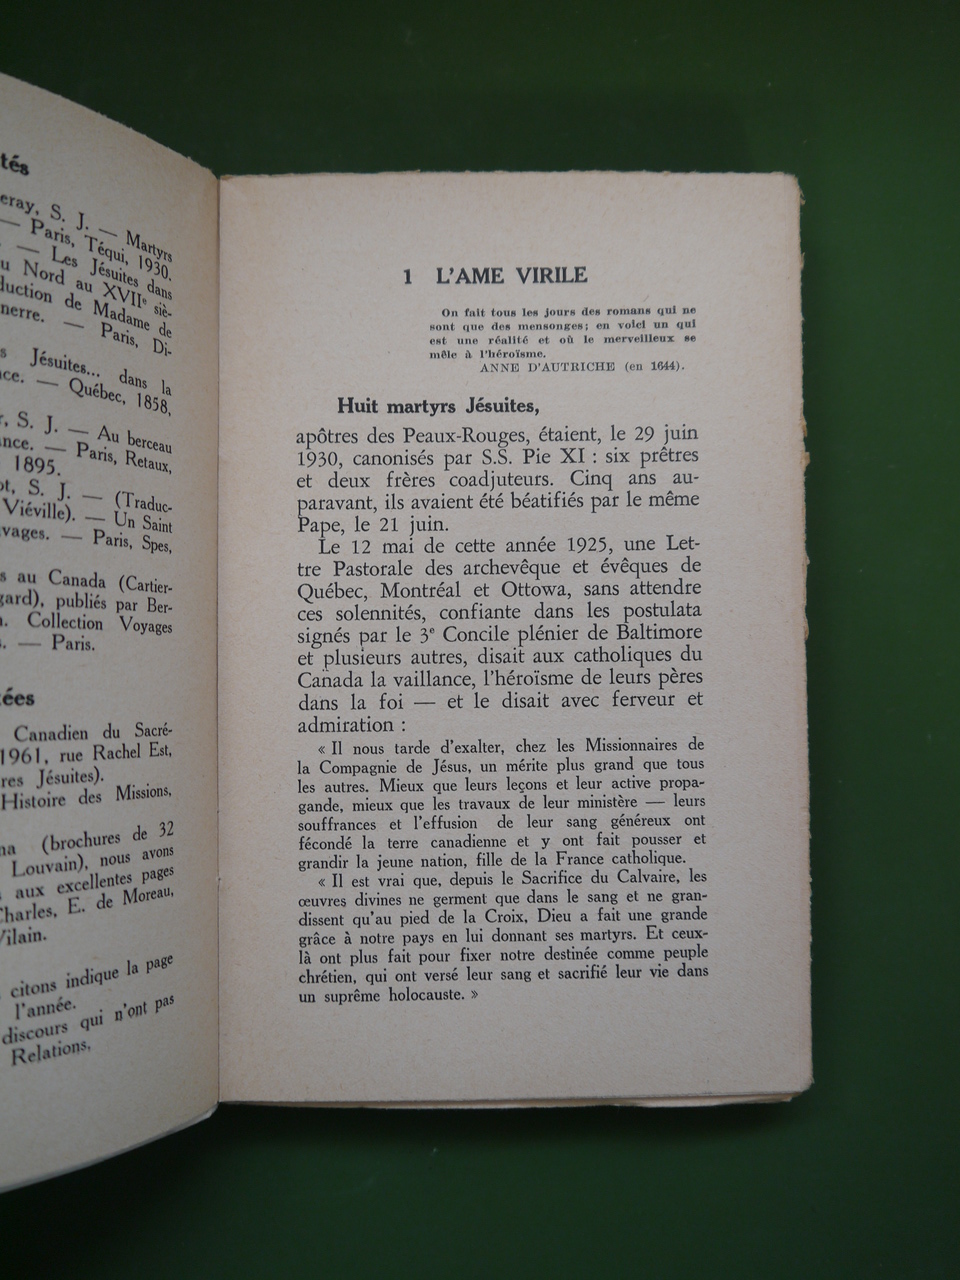 tés
eray, S. J. — Martyrs
— Paris, Téqui, 1930.
— Les Jésuites dans
u Nord au XVIIe siè-
duction de Madame de
nerre. — Paris, Di-
s Jésuites... dans la
nce. — Québec, 1858,
S. J. — Au berceau
ance. — Paris, Retaux,
1895.
ot, S. J. — (Traduc-
Viéville). — Un Saint
vages. — Paris, Spes,
s au Canada (Cartier-
gard), publiés par Ber-
Collection Voyages
— Paris.
ées
Canadien du Sacré-
1961, rue Rachel Est,
res Jésuites).
Histoire des Missions,
na (brochures de 32
Louvain), nous avons
aux excellentes pages
Charles, E. de Moreau,
Vilain.
citons indique la page
l'année.
discours qui n'ont pas
Relations.
1 L'AME VIRILE
On fait tous les jours des romans qui ne
sont que des mensonges; en voici un qui
est une réalité et où le merveilleux se
mêle à l'héroïsme.
ANNE D'AUTRICHE (en 1644).
Huit martyrs Jésuites,
apôtres des Peaux-Rouges, étaient, le 29 juin
1930, canonisés par S.S. Pie XI : six prêtres
et deux frères coadjuteurs. Cinq ans au-
paravant, ils avaient été béatifiés par le même
Pape, le 21 juin.
Le 12 mai de cette année 1925, une Let-
tre Pastorale des archevêque et évêques de
Québec, Montréal et Ottowa, sans attendre
ces solennités, confiante dans les postulata
signés par le 3e Concile plénier de Baltimore
et plusieurs autres, disait aux catholiques du
Canada la vaillance, l'héroïsme de leurs pères
dans la foi — et le disait avec ferveur et
admiration :
« Il nous tarde d'exalter, chez les Missionnaires de
la Compagnie de Jésus, un mérite plus grand que tous
les autres. Mieux que leurs leçons et leur active propa-
gande, mieux que les travaux de leur ministère — leurs
souffrances et l'effusion de leur sang généreux ont
fécondé la terre canadienne et y ont fait pousser et
grandir la jeune nation, fille de la France catholique.
« Il est vrai que, depuis le Sacrifice du Calvaire, les
œuvres divines ne germent que dans le sang et ne gran-
dissent qu'au pied de la Croix, Dieu a fait une grande
grâce à notre pays en lui donnant ses martyrs. Et ceux-
là ont plus fait pour fixer notre destinée comme peuple
chrétien, qui ont versé leur sang et sacrifié leur vie dans
un suprême holocauste. »